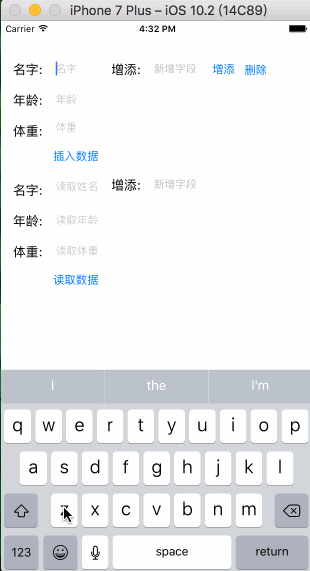 iPhone 7 Plus – iOS 10.2 (14C89)
Carrier 4:32 PM
名字: 名字 增添: 新增字段 增添 删除
年龄: 年龄
体重: 体重
插入数据
名字: 读取姓名 增添: 新增字段
年龄: 读取年龄
体重: 读取体重
读取数据
I the I'm
q w e r t y u i o p
a s d f g h j k l
z x c v b n m
123 space return